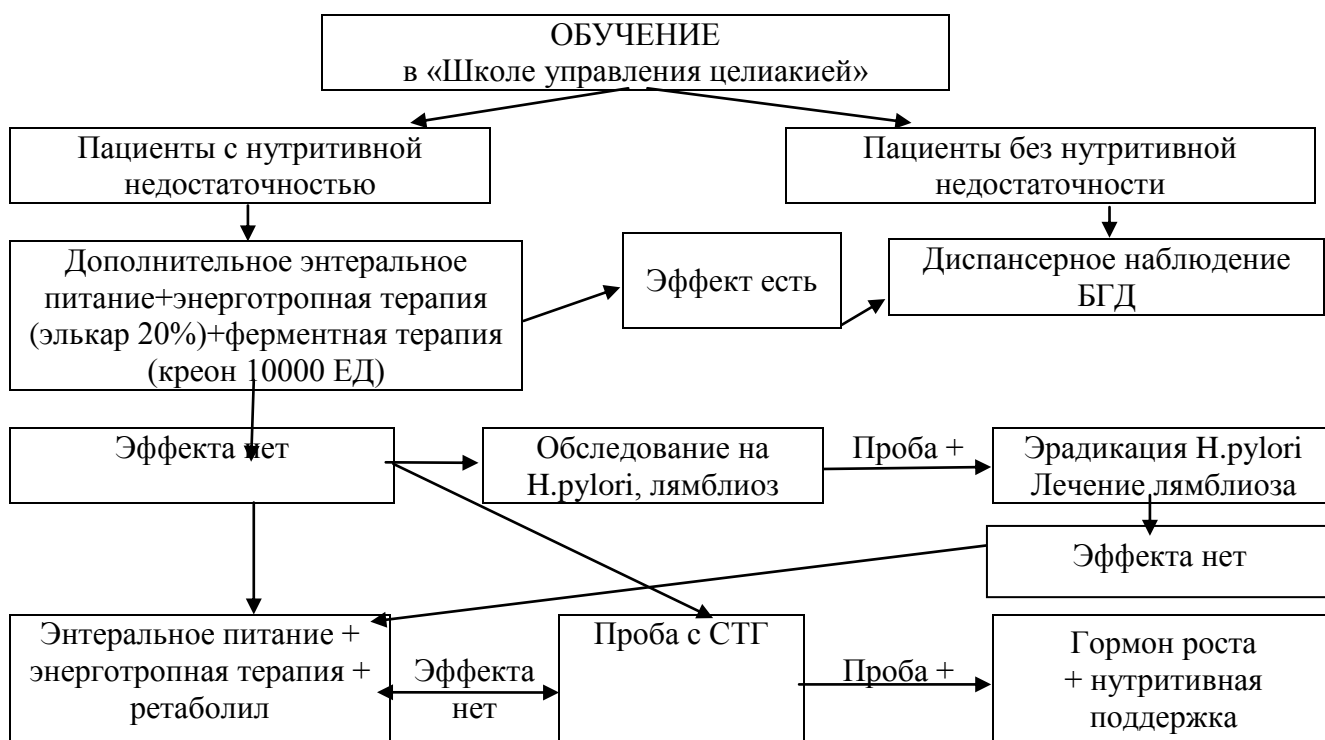 ОБУЧЕНИЕ
в «Школе управления целиакией»
Пациенты с нутритивной
недостаточностью
Пациенты без нутритивной
недостаточности
Дополнительное энтеральное
питание+энерготропная терапия
(элькар 20%)+ферментная терапия
(креон 10000 ЕД)
Эффект есть
Диспансерное наблюдение
БГД
Эффекта нет
Обследование на
H.pylori, лямблиоз
Проба +
Эрадикация H.pylori
Лечение лямблиоза
Эффекта нет
Энтеральное питание +
энерготропная терапия +
ретаболил
Эффекта
нет
Проба с СТГ
Проба +
Гормон роста
+ нутритивная
поддержка